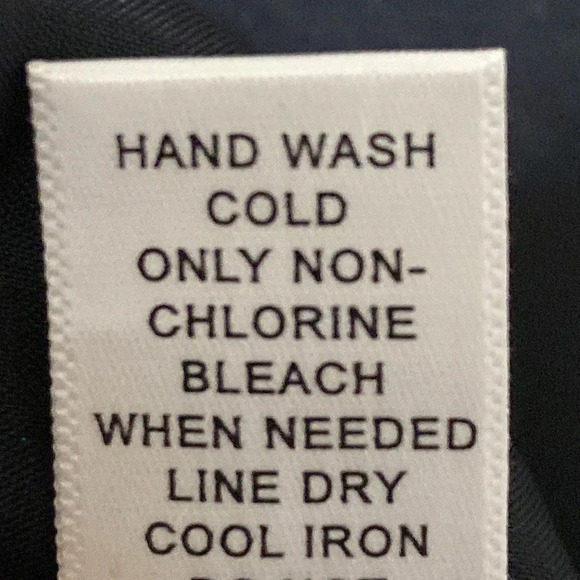 HAND WASH
COLD
ONLY NON-
CHLORINE
BLEACH
WHEN NEEDED
LINE DRY
COOL IRON